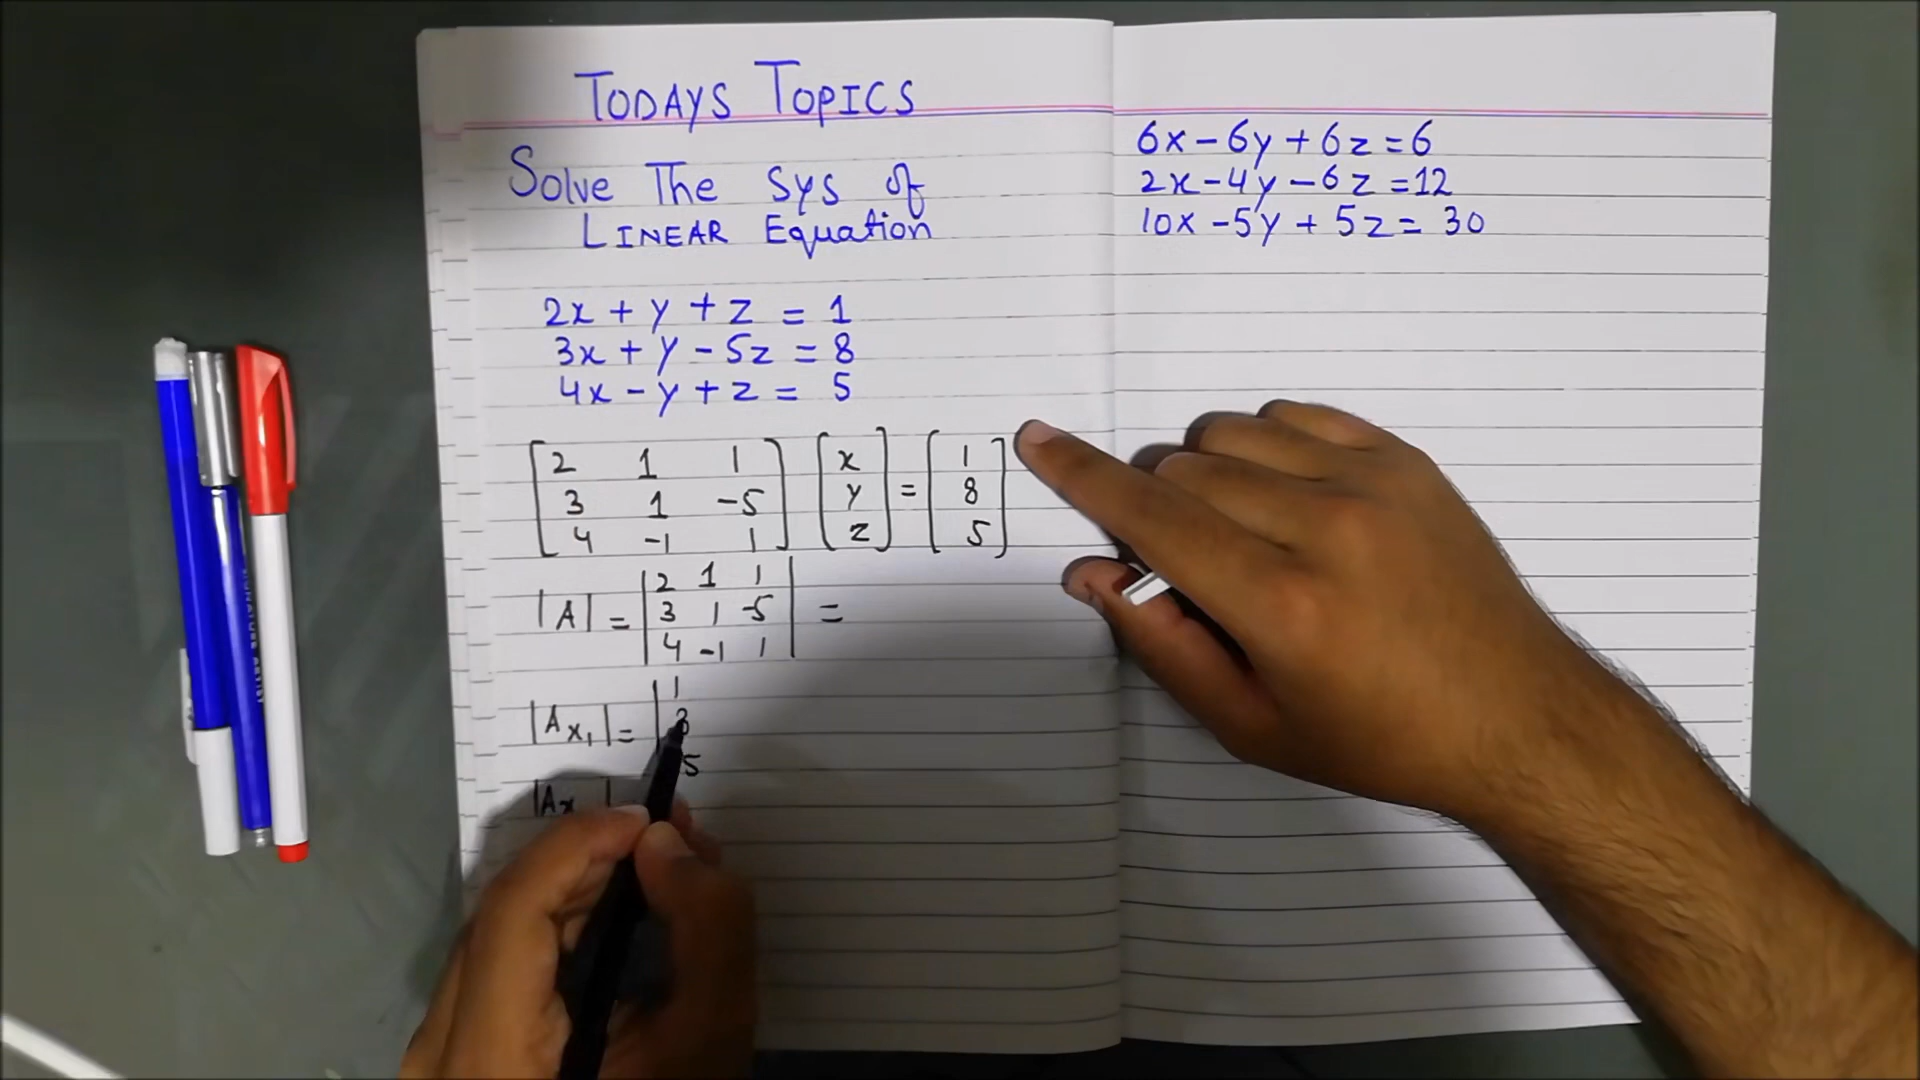 TODAYS TOPICS
Solve The Sys of
LINEAR Equation
2x + y + z = 1
3x + y - 5z = 8
4x - y + z = 5
[2 1 1] [x] [1]
[3 1 -5] [y] = [8]
[4 -1 1] [z] [5]
|A| = |2 1 1|
|3 1 -5| =
|4 -1 1|
|Ax₁| = |1
8
5
|Ax |
6x - 6y + 6z = 6
2x - 4y - 6z = 12
10x - 5y + 5z = 30